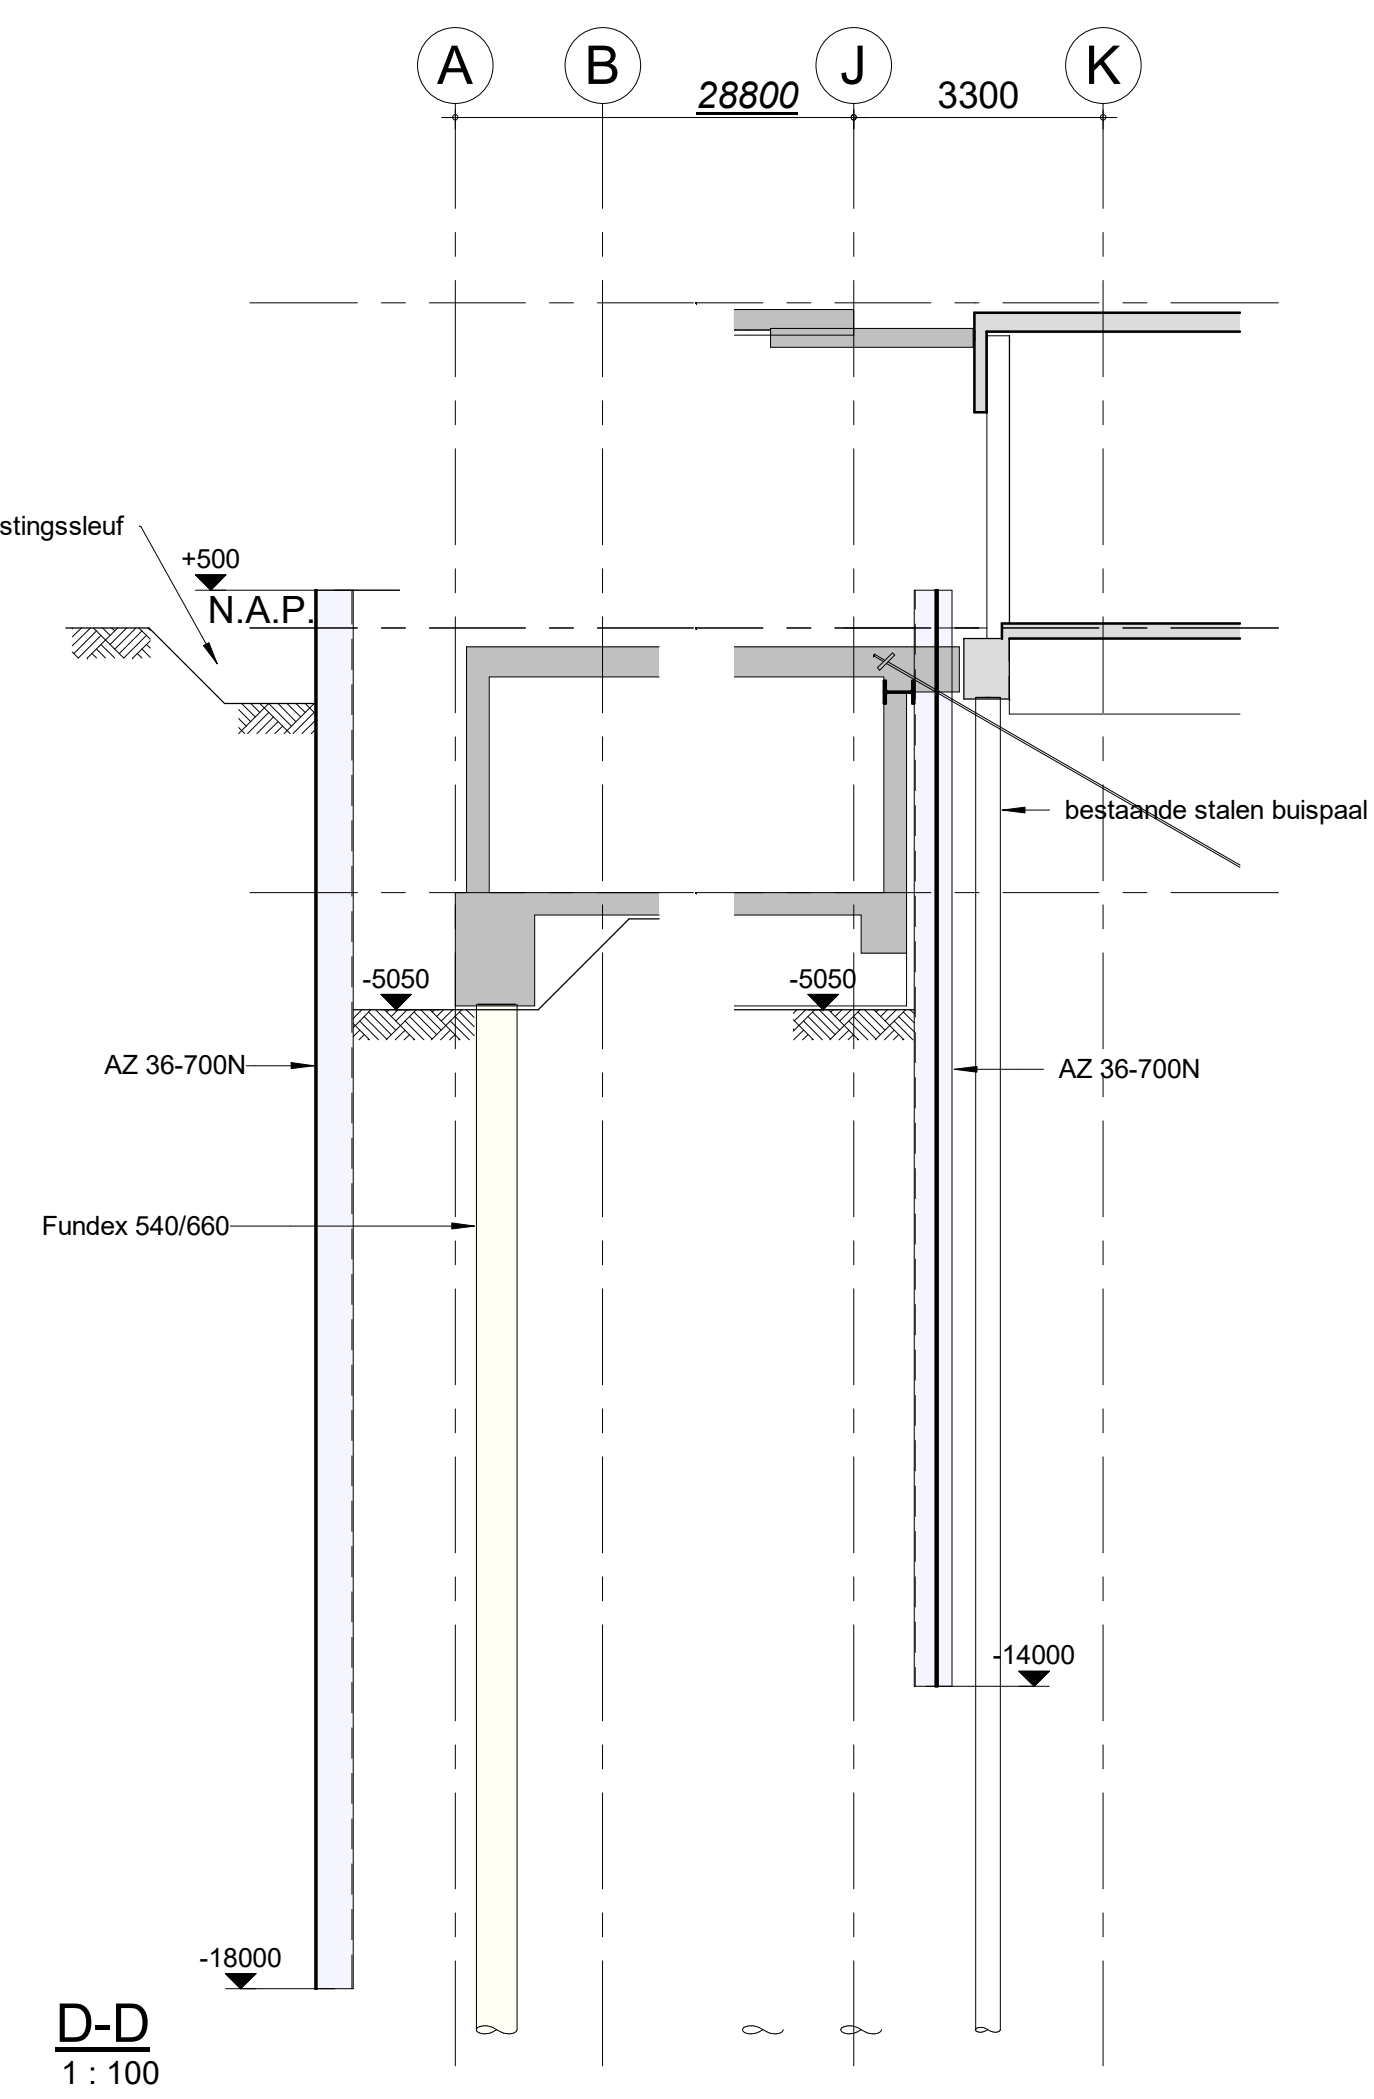 A B J K
28800 3300
stingssleuf
+500
N.A.P.
bestaande stalen buispaal
-5050 -5050
AZ 36-700N AZ 36-700N
Fundex 540/660
-14000
-18000
D-D
1 : 100